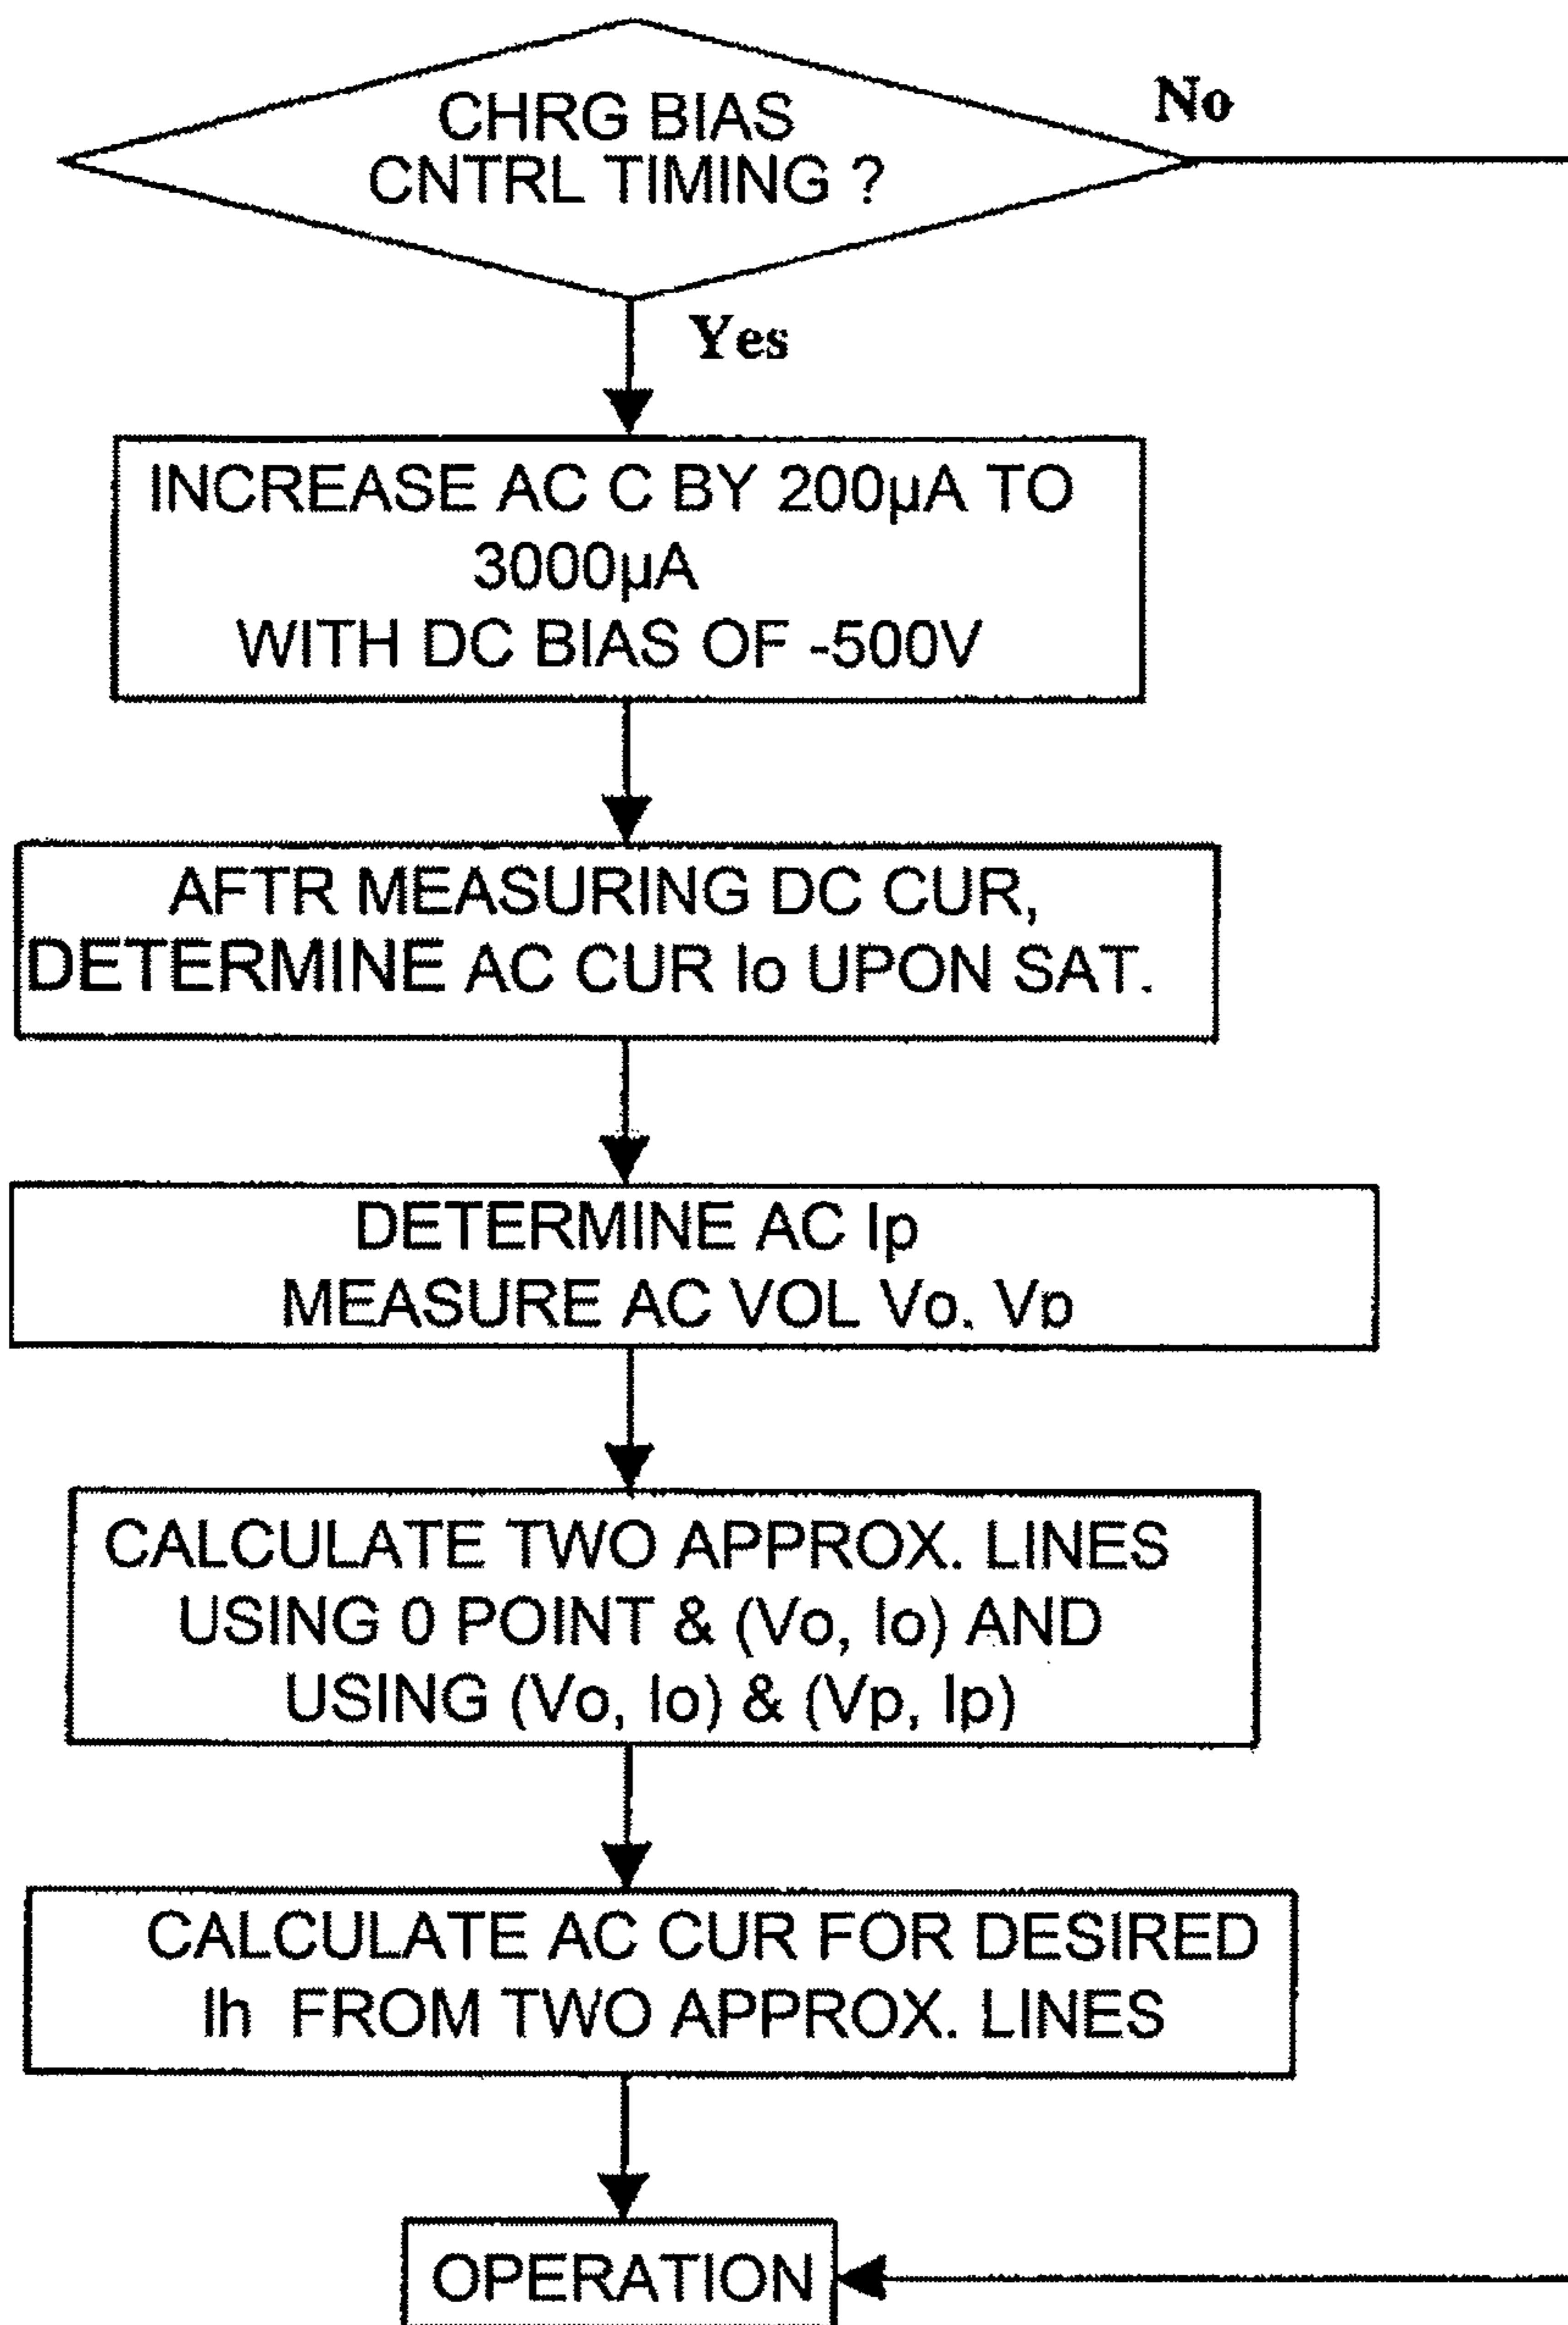 CHRG BIAS
CNTRL TIMING ?
No
Yes
INCREASE AC C BY 200µA TO
3000µA
WITH DC BIAS OF -500V
AFTR MEASURING DC CUR,
DETERMINE AC CUR Io UPON SAT.
DETERMINE AC Ip
MEASURE AC VOL Vo. Vp
CALCULATE TWO APPROX. LINES
USING 0 POINT & (Vo, Io) AND
USING (Vo, Io) & (Vp, Ip)
CALCULATE AC CUR FOR DESIRED
Ih FROM TWO APPROX. LINES
OPERATION